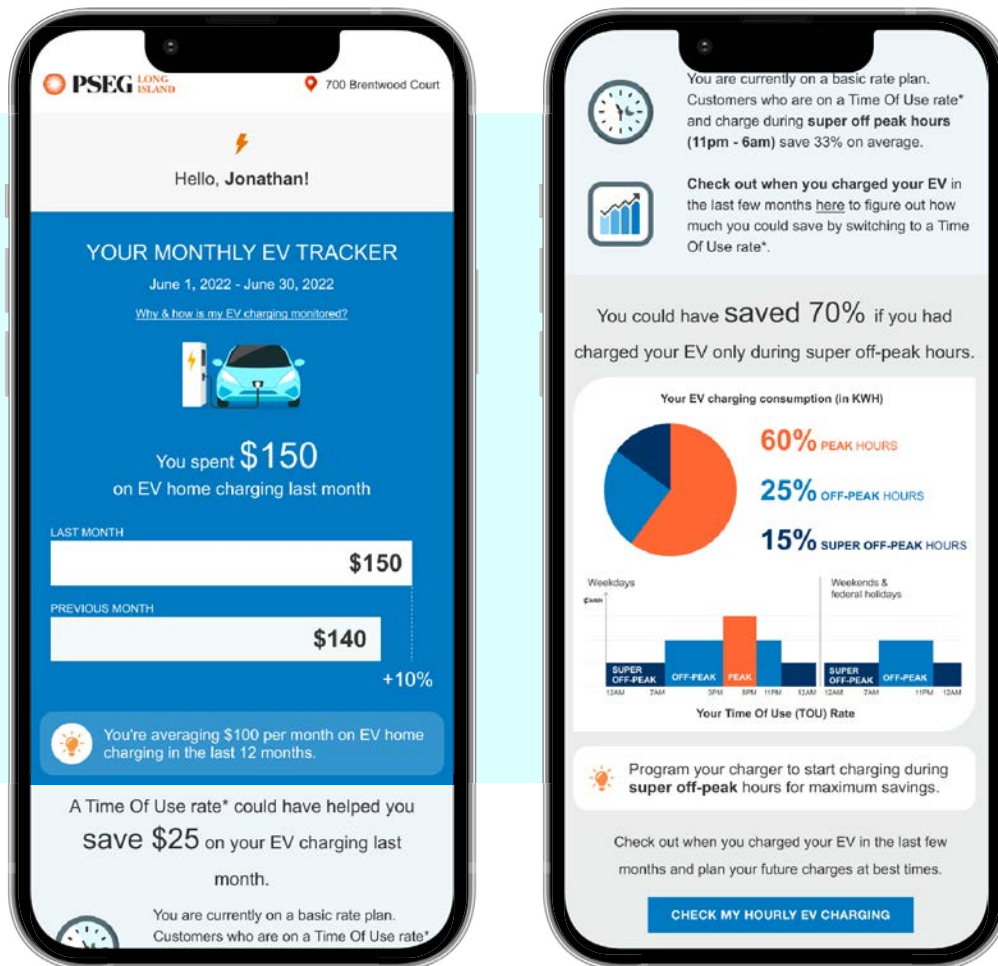 PSEG LONG ISLAND
700 Brentwood Court
Hello, Jonathan!
YOUR MONTHLY EV TRACKER
June 1, 2022 - June 30, 2022
Why & how is my EV charging monitored?
You spent $150
on EV home charging last month
LAST MONTH
$150
PREVIOUS MONTH
$140
+10%
You're averaging $100 per month on EV home
charging in the last 12 months.
A Time Of Use rate* could have helped you
save $25 on your EV charging last
month.
You are currently on a basic rate plan.
Customers who are on a Time Of Use rate*
You are currently on a basic rate plan.
Customers who are on a Time Of Use rate*
and charge during super off peak hours
(11pm - 6am) save 33% on average.
Check out when you charged your EV in
the last few months here to figure out how
much you could save by switching to a Time
Of Use rate*.
You could have saved 70% if you had
charged your EV only during super off-peak hours.
Your EV charging consumption (in KWH)
60% PEAK HOURS
25% OFF-PEAK HOURS
15% SUPER OFF-PEAK HOURS
Weekdays
Weekends &
federal holidays
SUPER
OFF-PEAK OFF-PEAK PEAK
SUPER
OFF-PEAK OFF-PEAK
12AM 7AM 3PM 8PM 11PM 12AM 12AM 7AM 11PM 12AM
Your Time Of Use (TOU) Rate
Program your charger to start charging during
super off-peak hours for maximum savings.
Check out when you charged your EV in the last few
months and plan your future charges at best times.
CHECK MY HOURLY EV CHARGING